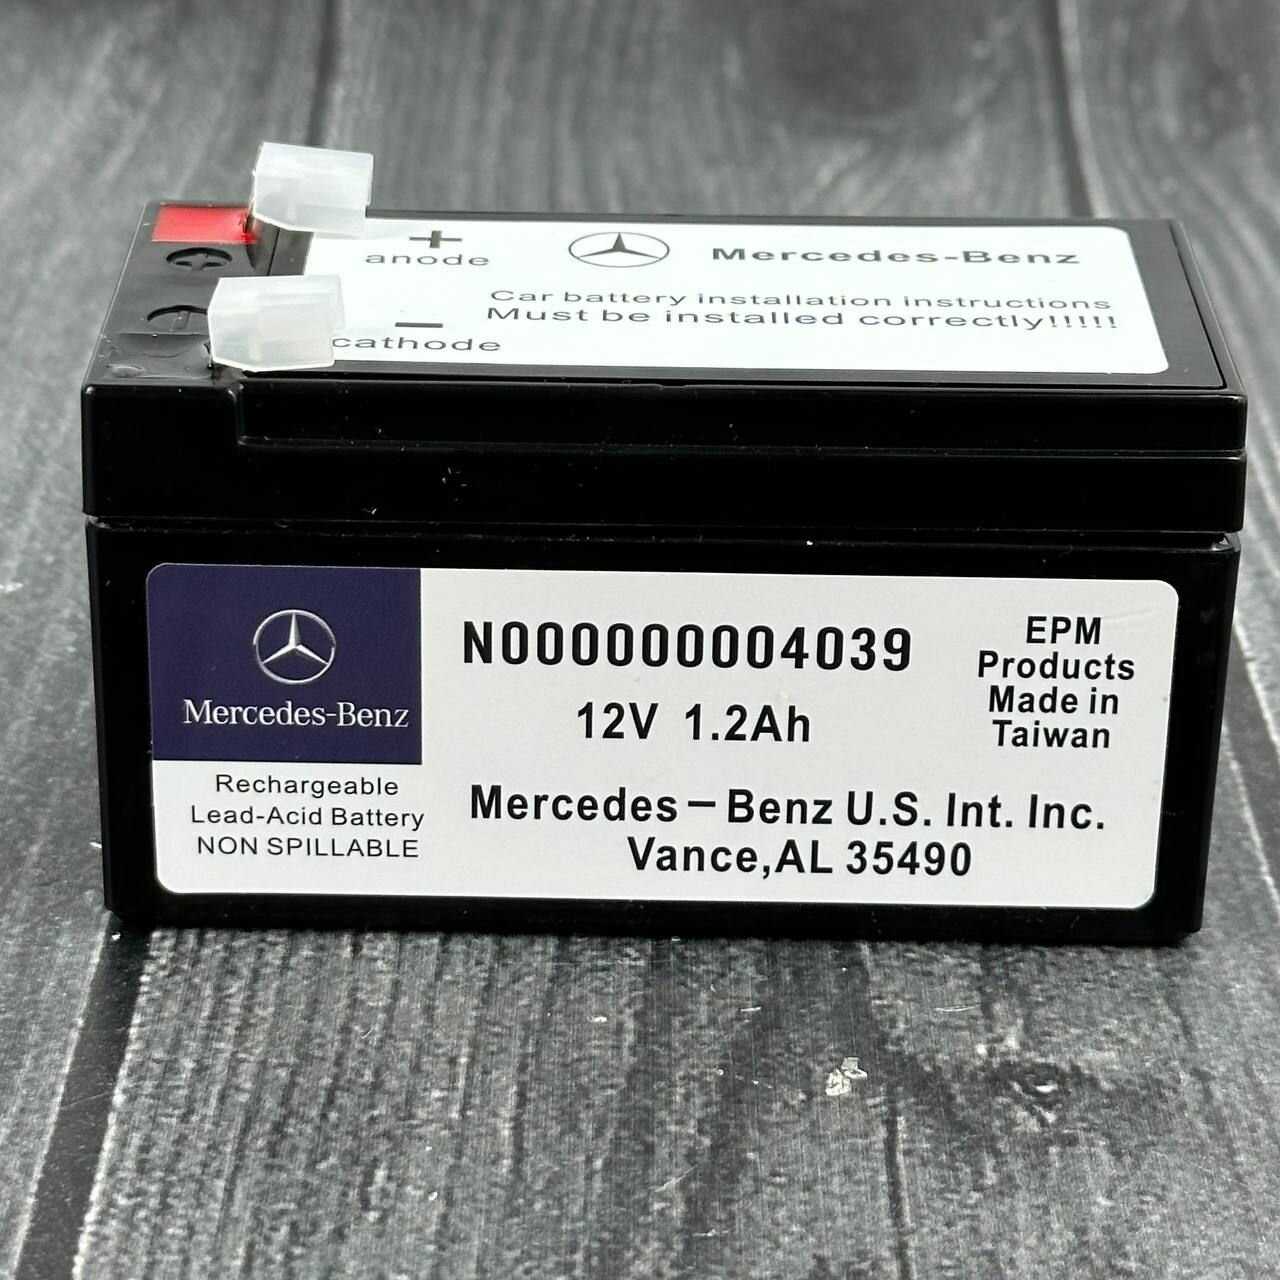 +
anode
Mercedes-Benz
Car battery installation instructions
Must be installed correctly!!!!!
−
cathode
Mercedes-Benz
Rechargeable
Lead-Acid Battery
NON SPILLABLE
N000000004039
12V 1.2Ah
Mercedes－Benz U.S. Int. Inc.
Vance,AL 35490
EPM
Products
Made in
Taiwan